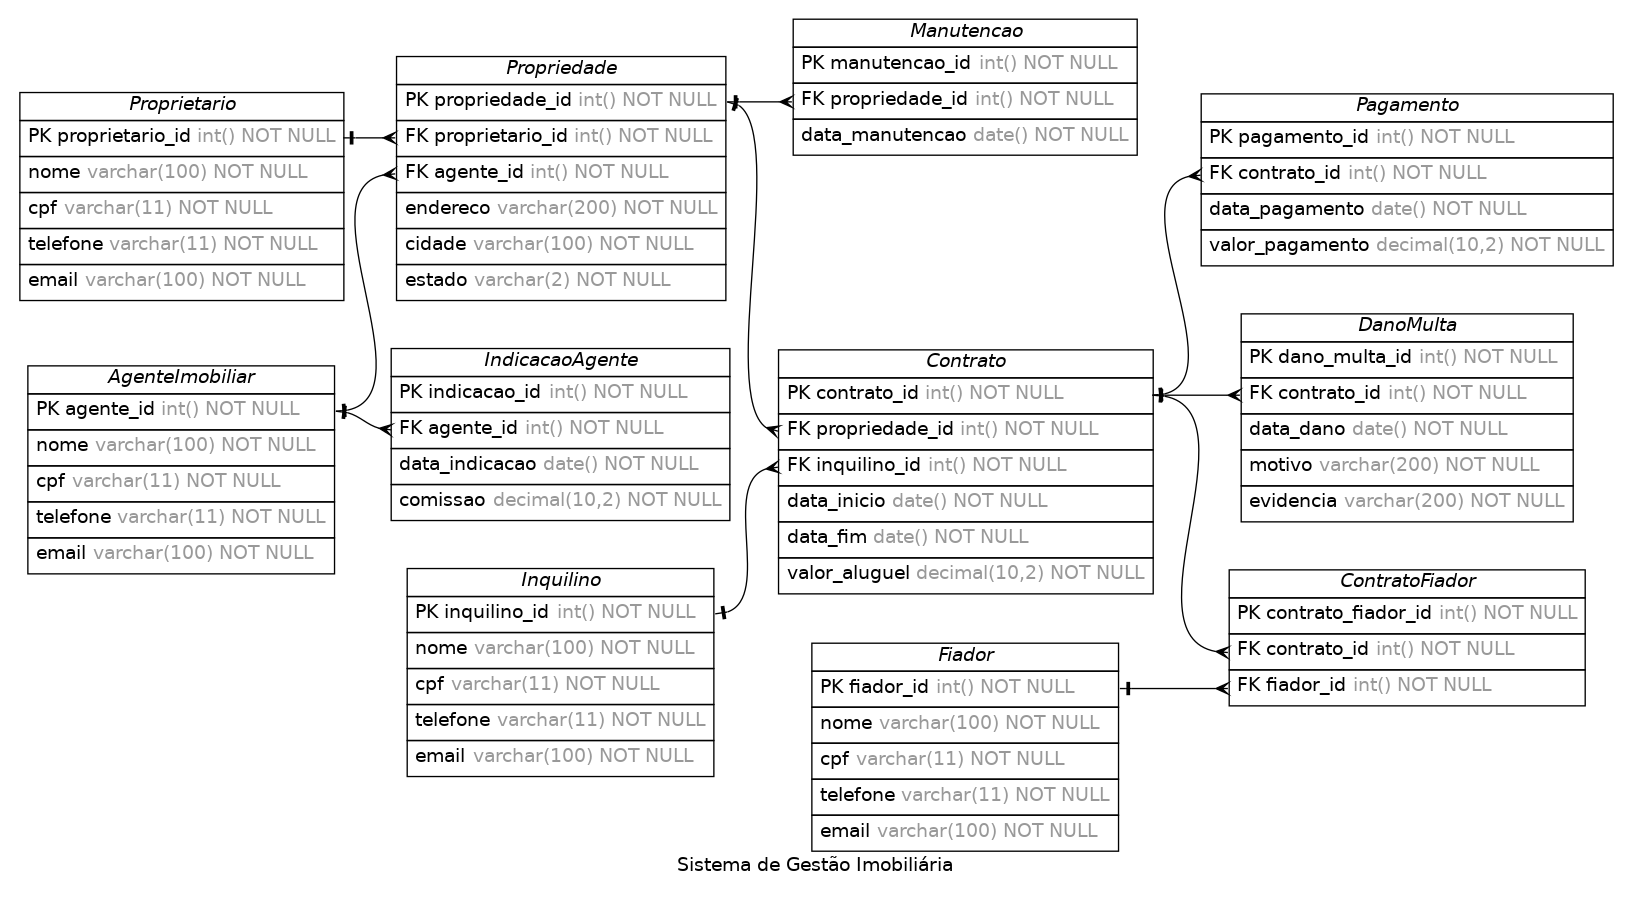 Proprietario
PK proprietario_id int() NOT NULL
nome varchar(100) NOT NULL
cpf varchar(11) NOT NULL
telefone varchar(11) NOT NULL
email varchar(100) NOT NULL
AgenteImobiliar
PK agente_id int() NOT NULL
nome varchar(100) NOT NULL
cpf varchar(11) NOT NULL
telefone varchar(11) NOT NULL
email varchar(100) NOT NULL
Propriedade
PK propriedade_id int() NOT NULL
FK proprietario_id int() NOT NULL
FK agente_id int() NOT NULL
endereco varchar(200) NOT NULL
cidade varchar(100) NOT NULL
estado varchar(2) NOT NULL
IndicacaoAgente
PK indicacao_id int() NOT NULL
FK agente_id int() NOT NULL
data_indicacao date() NOT NULL
comissao decimal(10,2) NOT NULL
Inquilino
PK inquilino_id int() NOT NULL
nome varchar(100) NOT NULL
cpf varchar(11) NOT NULL
telefone varchar(11) NOT NULL
email varchar(100) NOT NULL
Manutencao
PK manutencao_id int() NOT NULL
FK propriedade_id int() NOT NULL
data_manutencao date() NOT NULL
Contrato
PK contrato_id int() NOT NULL
FK propriedade_id int() NOT NULL
FK inquilino_id int() NOT NULL
data_inicio date() NOT NULL
data_fim date() NOT NULL
valor_aluguel decimal(10,2) NOT NULL
Fiador
PK fiador_id int() NOT NULL
nome varchar(100) NOT NULL
cpf varchar(11) NOT NULL
telefone varchar(11) NOT NULL
email varchar(100) NOT NULL
Pagamento
PK pagamento_id int() NOT NULL
FK contrato_id int() NOT NULL
data_pagamento date() NOT NULL
valor_pagamento decimal(10,2) NOT NULL
DanoMulta
PK dano_multa_id int() NOT NULL
FK contrato_id int() NOT NULL
data_dano date() NOT NULL
motivo varchar(200) NOT NULL
evidencia varchar(200) NOT NULL
ContratoFiador
PK contrato_fiador_id int() NOT NULL
FK contrato_id int() NOT NULL
FK fiador_id int() NOT NULL
Sistema de Gestão Imobiliária